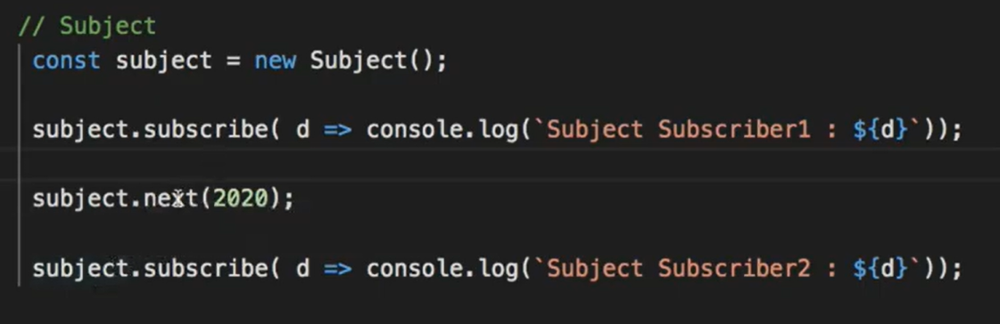 // Subject
const subject = new Subject();
subject.subscribe( d => console.log(`Subject Subscriber1 : ${d}`));
subject.next(2020);
subject.subscribe( d => console.log(`Subject Subscriber2 : ${d}`));